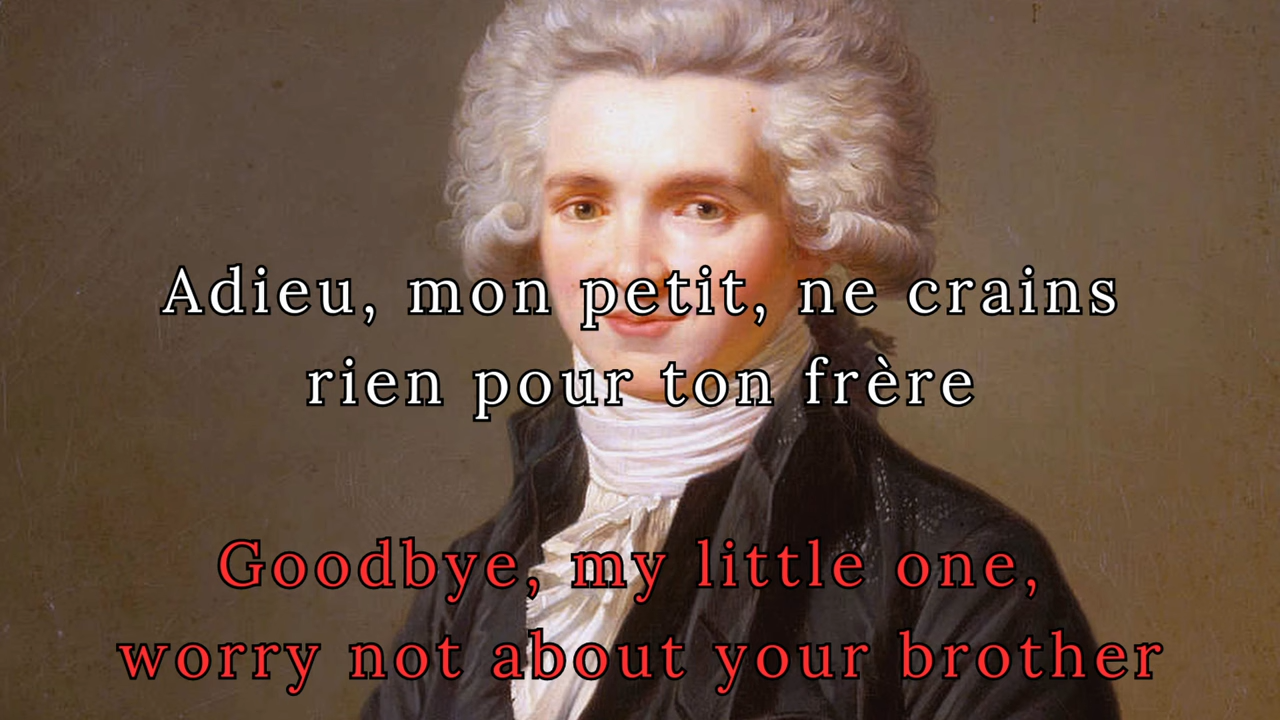 Adieu, mon petit, ne crains
rien pour ton frère
Goodbye, my little one,
worry not about your brother